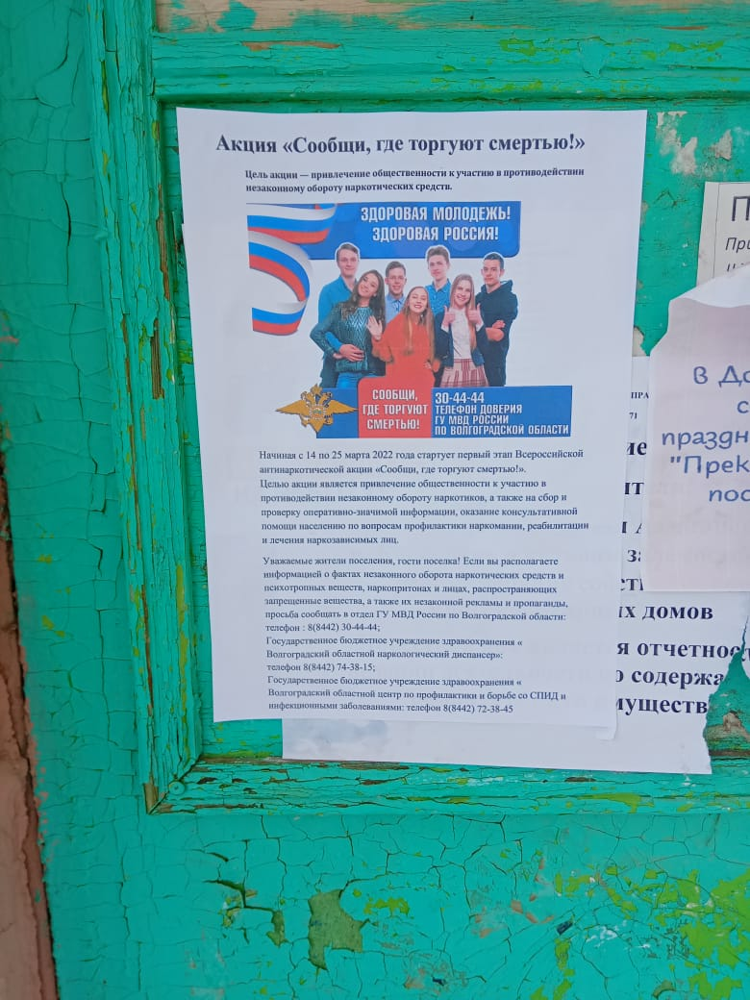 Акция «Сообщи, где торгуют смертью!»
Цель акции — привлечение общественности к участию в противодействии
незаконному обороту наркотических средств.
ЗДОРОВАЯ МОЛОДЕЖЬ!
ЗДОРОВАЯ РОССИЯ!
СООБЩИ,
ГДЕ ТОРГУЮТ
СМЕРТЬЮ!
30-44-44
ТЕЛЕФОН ДОВЕРИЯ
ГУ МВД РОССИИ
ПО ВОЛГОГРАДСКОЙ ОБЛАСТИ
Начиная с 14 по 25 марта 2022 года стартует первый этап Всероссийской
антинаркотической акции «Сообщи, где торгуют смертью!».
Целью акции является привлечение общественности к участию в
противодействии незаконному обороту наркотиков, а также на сбор и
проверку оперативно-значимой информации, оказание консультативной
помощи населению по вопросам профилактики наркомании, реабилитации
и лечения наркозависимых лиц.
Уважаемые жители поселения, гости поселка! Если вы располагаете
информацией о фактах незаконного оборота наркотических средств и
психотропных веществ, наркопритонах и лицах, распространяющих
запрещенные вещества, а также их незаконной рекламы и пропаганды,
просьба сообщать в отдел ГУ МВД России по Волгоградской области:
телефон : 8(8442) 30-44-44;
Государственное бюджетное учреждение здравоохранения «
Волгоградский областной наркологический диспансер»:
телефон 8(8442) 74-38-15;
Государственное бюджетное учреждение здравоохранения «
Волгоградский областной центр по профилактики и борьбе со СПИД и
инфекционными заболеваниями: телефон 8(8442) 72-38-45
П
При
в До
с
праздн
"Прек
пос
ПРА
71
ие
ых домов
я отчетнос
о содержа
муществ